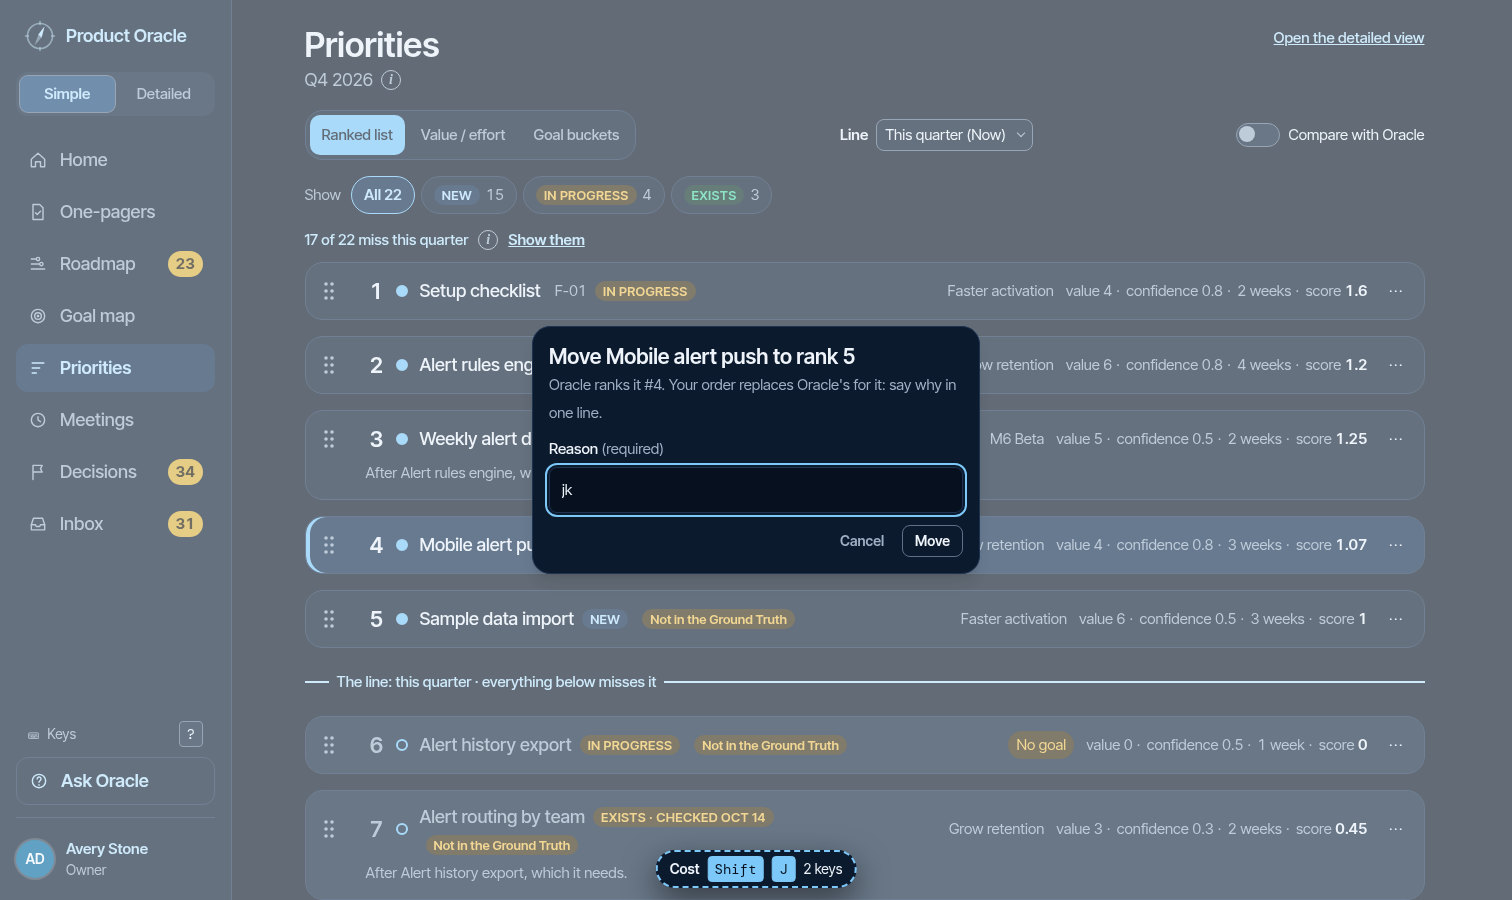 Product Oracle
Simple
Detailed
Home
One-pagers
Roadmap 23
Goal map
Priorities
Meetings
Decisions 34
Inbox 31
Keys ?
Ask Oracle
AD
Avery Stone
Owner
Priorities
Open the detailed view
Q4 2026 i
Ranked list
Value / effort
Goal buckets
Line This quarter (Now)
Compare with Oracle
Show All 22 NEW 15 IN PROGRESS 4 EXISTS 3
17 of 22 miss this quarter i Show them
1 Setup checklist F-01 IN PROGRESS Faster activation value 4 · confidence 0.8 · 2 weeks · score 1.6 ···
2 Alert rules eng retention value 6 · confidence 0.8 · 4 weeks · score 1.2 ···
3 Weekly alert d M6 Beta value 5 · confidence 0.5 · 2 weeks · score 1.25 ···
After Alert rules engine, w
4 Mobile alert pu retention value 4 · confidence 0.8 · 3 weeks · score 1.07 ···
5 Sample data import NEW Not in the Ground Truth Faster activation value 6 · confidence 0.5 · 3 weeks · score 1 ···
The line: this quarter · everything below misses it
6 Alert history export IN PROGRESS Not in the Ground Truth No goal value 0 · confidence 0.5 · 1 week · score 0 ···
7 Alert routing by team EXISTS · CHECKED OCT 14
Not in the Ground Truth
Grow retention value 3 · confidence 0.3 · 2 weeks · score 0.45 ···
After Alert history export, which it needs.
Move Mobile alert push to rank 5
Oracle ranks it #4. Your order replaces Oracle's for it: say why in
one line.
Reason (required)
jk
Cancel
Move
Cost Shift J 2 keys